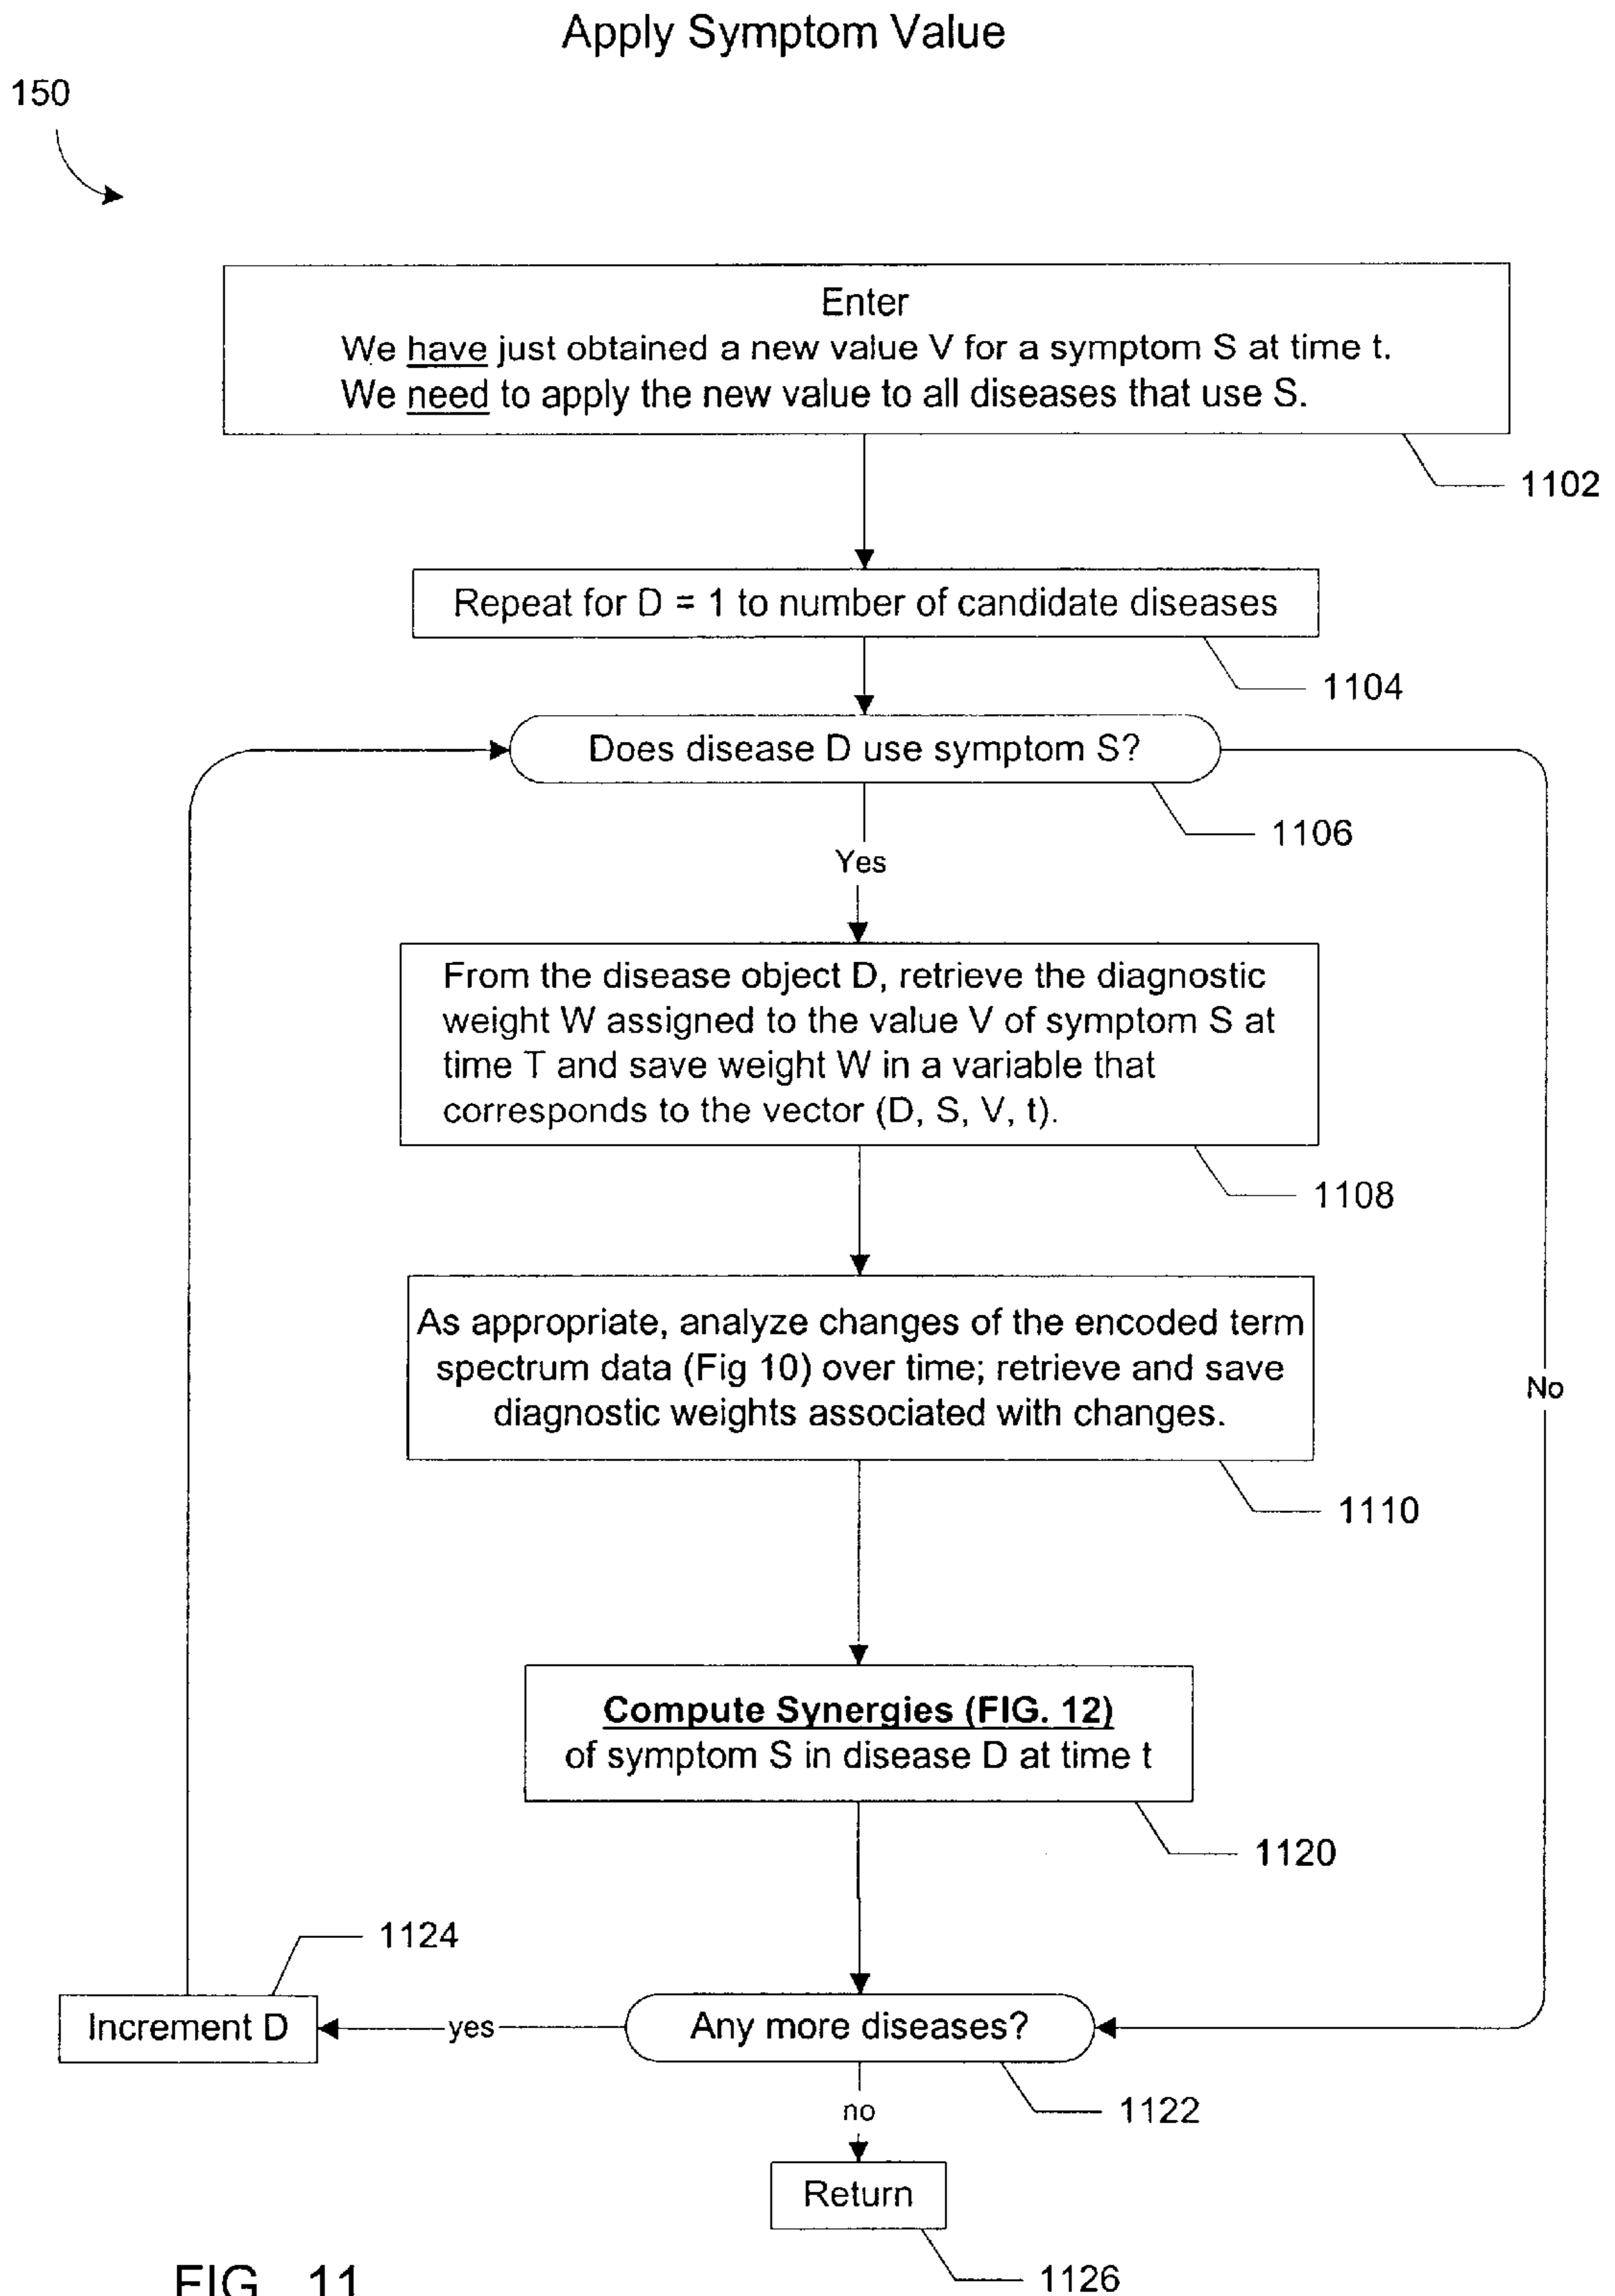 Apply Symptom Value
150
Enter
We have just obtained a new value V for a symptom S at time t.
We need to apply the new value to all diseases that use S.
1102
Repeat for D = 1 to number of candidate diseases
1104
Does disease D use symptom S?
1106
Yes
From the disease object D, retrieve the diagnostic
weight W assigned to the value V of symptom S at
time T and save weight W in a variable that
corresponds to the vector (D, S, V, t).
1108
As appropriate, analyze changes of the encoded term
spectrum data (Fig 10) over time; retrieve and save
diagnostic weights associated with changes.
No
1110
Compute Synergies (FIG. 12)
of symptom S in disease D at time t
1120
1124
Increment D
yes
Any more diseases?
1122
no
Return
1126
FIG. 11